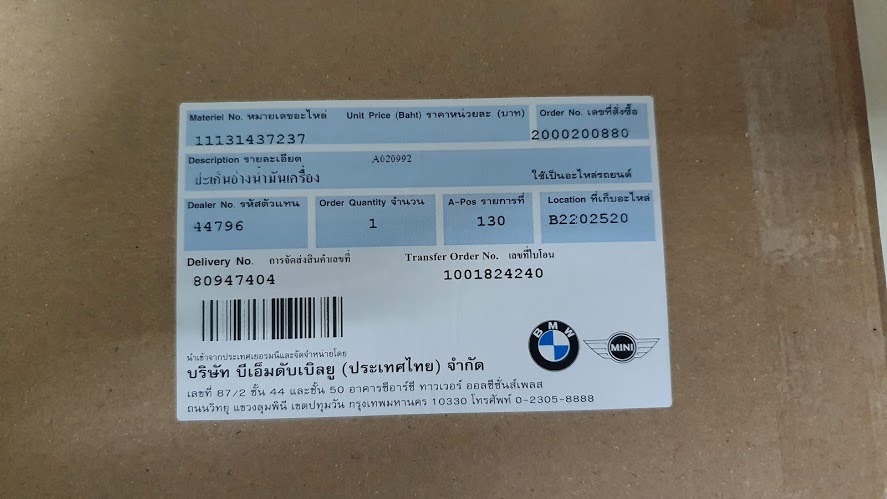 Materiel No. หมายเลขอะไหล่ Unit Price (Baht) ราคาหน่วยละ (บาท) Order No. เลขที่สั่งซื้อ
11131437237 2000200880
Description รายละเอียด A020992
ปะเก็นอ่างน้ำมันเครื่อง ใช้เป็นอะไหล่รถยนต์
Dealer No. รหัสตัวแทน Order Quantity จำนวน A-Pos รายการที่ Location ที่เก็บอะไหล่
44796 1 130 B2202520
Delivery No. การจัดส่งสินค้าเลขที่ Transfer Order No. เลขที่ใบโอน
80947404 1001824240
BMW
MINI
นำเข้าจากประเทศเยอรมนีและจัดจำหน่ายโดย
บริษัท บีเอ็มดับเบิลยู (ประเทศไทย) จำกัด
เลขที่ 87/2 ชั้น 44 และชั้น 50 อาคารซีอาร์ซี ทาวเวอร์ ออลซีซั่นส์เพลส
ถนนวิทยุ แขวงลุมพินี เขตปทุมวัน กรุงเทพมหานคร 10330 โทรศัพท์ 0-2305-8888